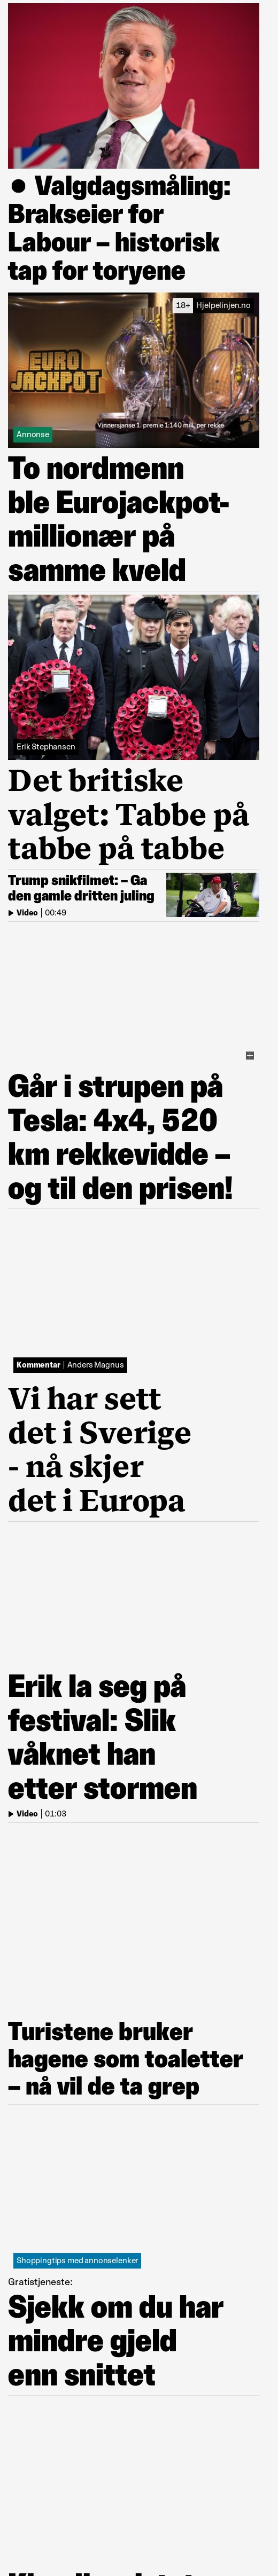 ● Valgdagsmåling:
Brakseier for
Labour – historisk
tap for toryene
18+ Hjelpelinjen.no
EURO
JACKPOT
Vinnersjanse 1. premie 1:140 mill. per rekke
Annonse
To nordmenn
ble Eurojackpot-
millionær på
samme kveld
Erik Stephansen
Det britiske
valget: Tabbe på
tabbe på tabbe
Trump snikfilmet: – Ga
den gamle dritten juling
Video | 00:49
Går i strupen på
Tesla: 4x4, 520
km rekkevidde –
og til den prisen!
Kommentar | Anders Magnus
Vi har sett
det i Sverige
- nå skjer
det i Europa
Erik la seg på
festival: Slik
våknet han
etter stormen
Video | 01:03
Turistene bruker
hagene som toaletter
– nå vil de ta grep
Shoppingtips med annonselenker
Gratistjeneste:
Sjekk om du har
mindre gjeld
enn snittet